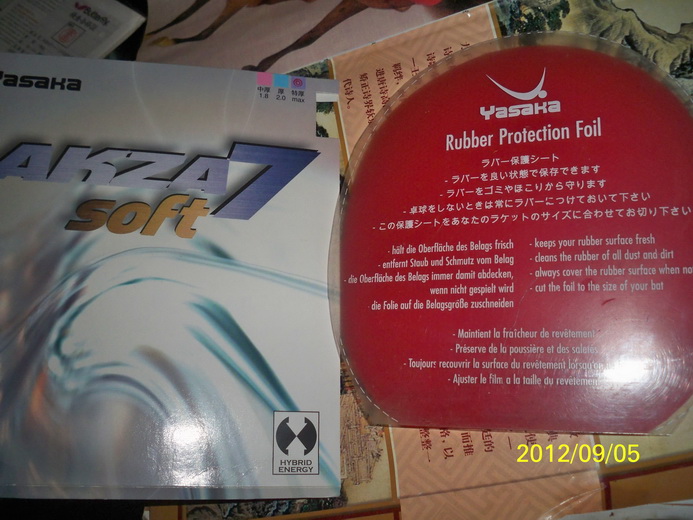 Yasaka
中厚 厚 特厚
1.8 2.0 max
AKZA 7
soft
HYBRID
ENERGY
Yasaka
Rubber Protection Foil
ラバー保護シート
- ラバーを良い状態で保存できます
- ラバーをゴミやほこりから守ります
- 卓球をしないときは常にラバーにつけておいて下さい
- この保護シートをあなたのラケットのサイズに合わせてお切り下さい
- hält die Oberfläche des Belags frisch
- entfernt Staub und Schmutz vom Belag
- die Oberfläche des Belags immer damit abdecken,
wenn nicht gespielt wird
- die Folie auf die Belagsgröße zuschneiden
- keeps your rubber surface fresh
- cleans the rubber of all dust and dirt
- always cover the rubber surface when no
- cut the foil to the size of your bat
- Maintient la fraîcheur de revêtement
- Préserve de la poussière et des saletés
- Toujours recouvrir la surface du revêtement lorsqu'on
- Ajuster le film a la taille du revêtement
2012/09/05